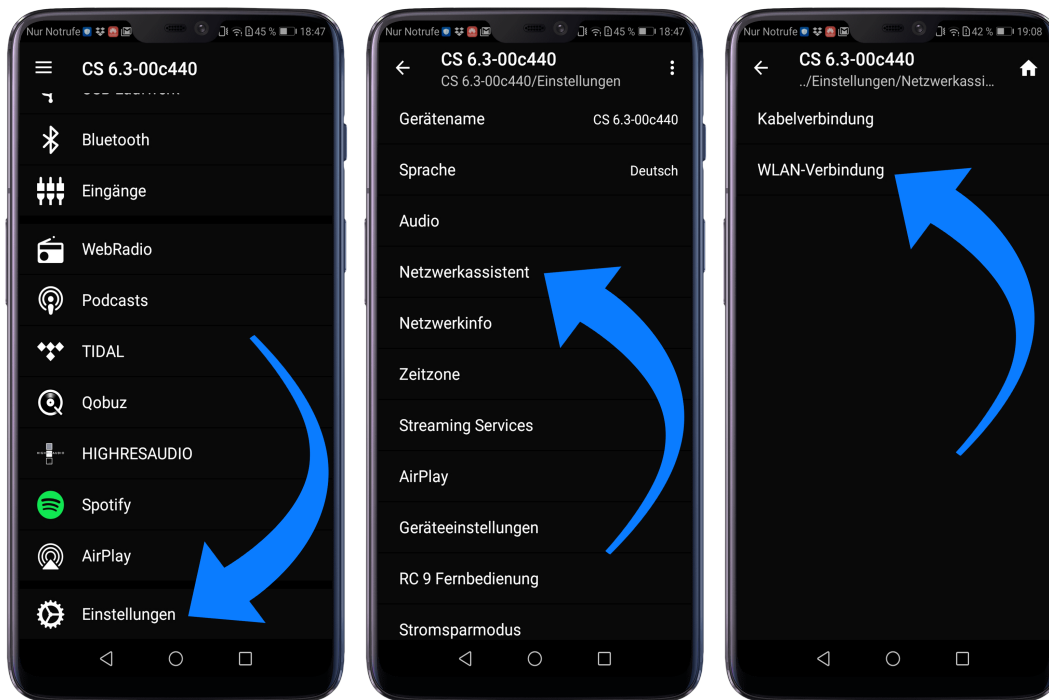 Nur Notrufe 45 % 18:47
CS 6.3-00c440
Bluetooth
Eingänge
WebRadio
Podcasts
TIDAL
Qobuz
HIGHRESAUDIO
Spotify
AirPlay
Einstellungen
Nur Notrufe 45 % 18:47
CS 6.3-00c440
CS 6.3-00c440/Einstellungen
Gerätename CS 6.3-00c440
Sprache Deutsch
Audio
Netzwerkassistent
Netzwerkinfo
Zeitzone
Streaming Services
AirPlay
Geräteeinstellungen
RC 9 Fernbedienung
Stromsparmodus
Nur Notrufe 42 % 19:08
CS 6.3-00c440
../Einstellungen/Netzwerkassi...
Kabelverbindung
WLAN-Verbindung